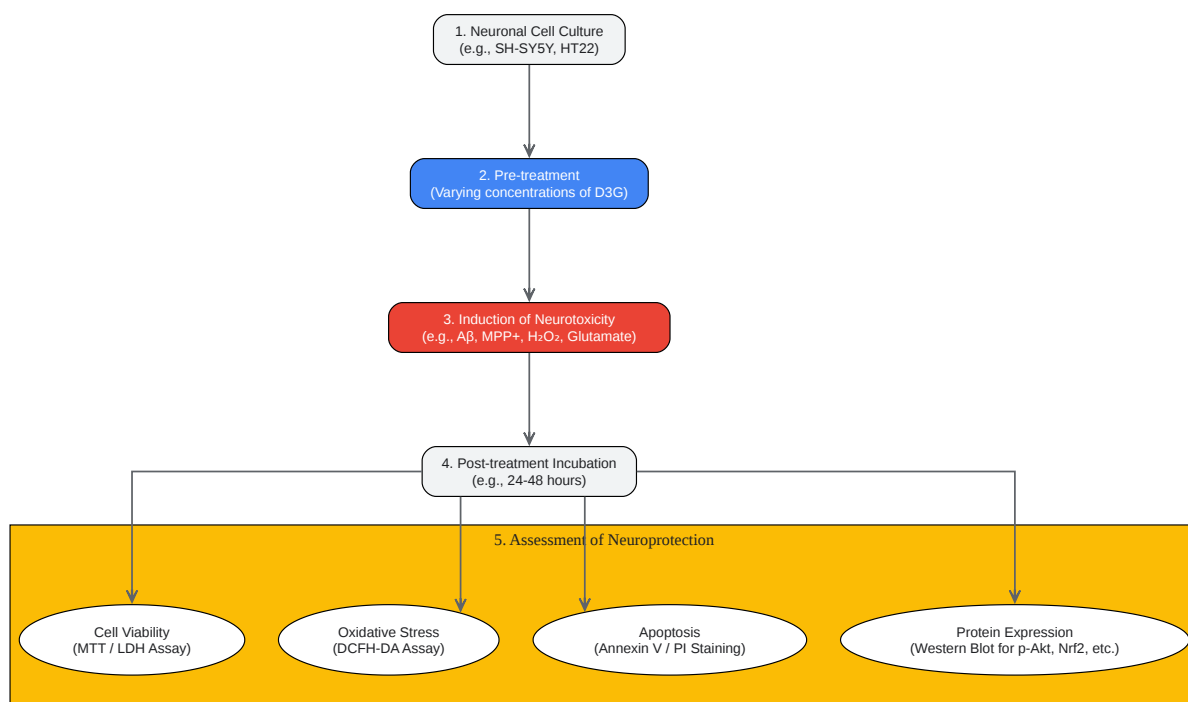 1. Neuronal Cell Culture
(e.g., SH-SY5Y, HT22)
2. Pre-treatment
(Varying concentrations of D3G)
3. Induction of Neurotoxicity
(e.g., Aβ, MPP+, H₂O₂, Glutamate)
4. Post-treatment Incubation
(e.g., 24-48 hours)
5. Assessment of Neuroprotection
Cell Viability
(MTT / LDH Assay)
Oxidative Stress
(DCFH-DA Assay)
Apoptosis
(Annexin V / PI Staining)
Protein Expression
(Western Blot for p-Akt, Nrf2, etc.)